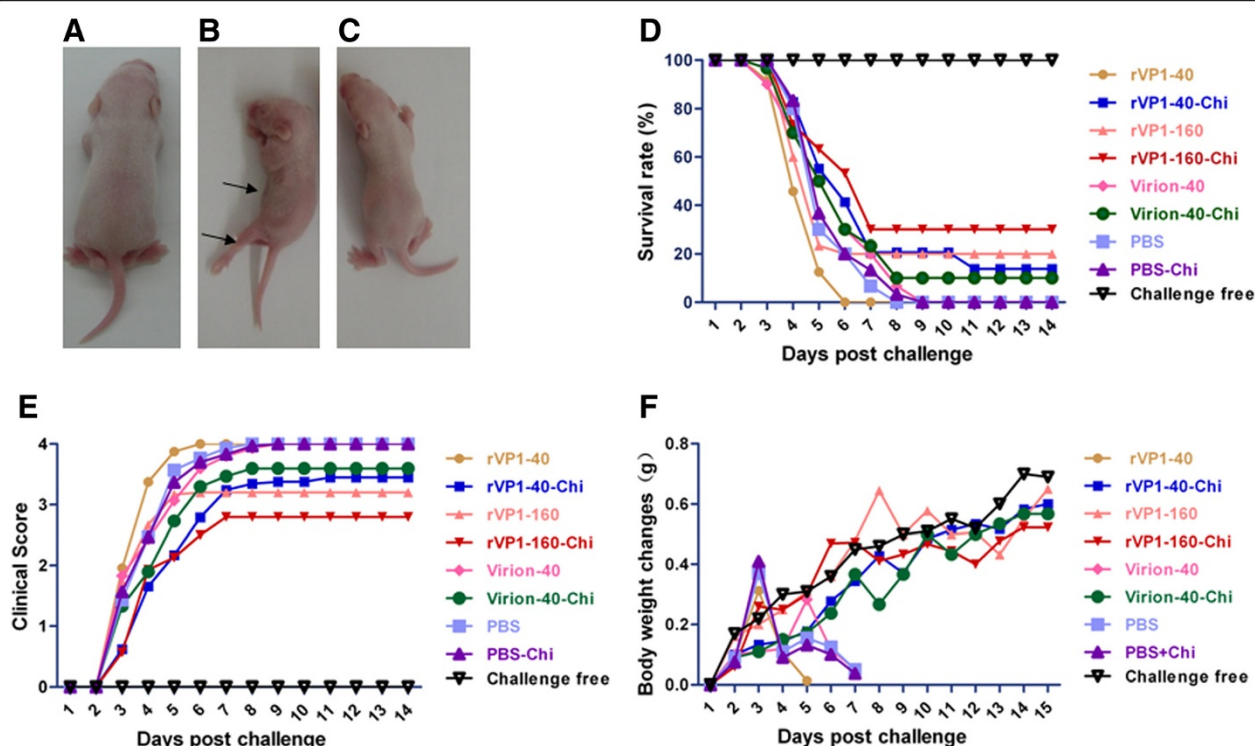 A
B
C
D
Survival rate (%)
100
80
60
40
20
0
1 2 3 4 5 6 7 8 9 10 11 12 13 14
Days post challenge
rVP1-40
rVP1-40-Chi
rVP1-160
rVP1-160-Chi
Virion-40
Virion-40-Chi
PBS
PBS-Chi
Challenge free
E
Clinical Score
4
3
2
1
0
1 2 3 4 5 6 7 8 9 10 11 12 13 14
Days post challenge
rVP1-40
rVP1-40-Chi
rVP1-160
rVP1-160-Chi
Virion-40
Virion-40-Chi
PBS
PBS-Chi
Challenge free
F
Body weight changes（g）
0.8
0.6
0.4
0.2
0.0
1 2 3 4 5 6 7 8 9 10 11 12 13 14 15
Days post challenge
rVP1-40
rVP1-40-Chi
rVP1-160
rVP1-160-Chi
Virion-40
Virion-40-Chi
PBS
PBS+Chi
Challenge free